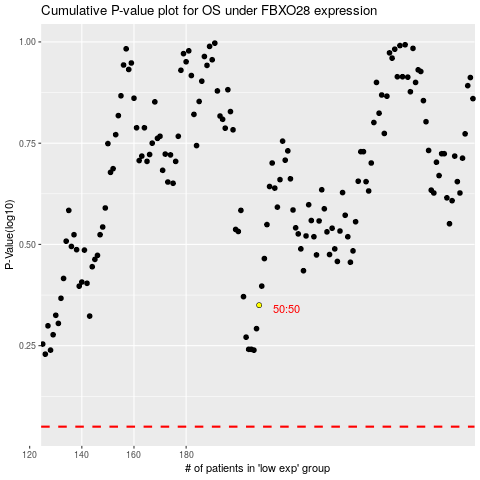 Cumulative P-value plot for OS under FBXO28 expression
1.00
0.75
0.50
0.25
P-Value(log10)
50:50
120 140 160 180
# of patients in 'low exp' group